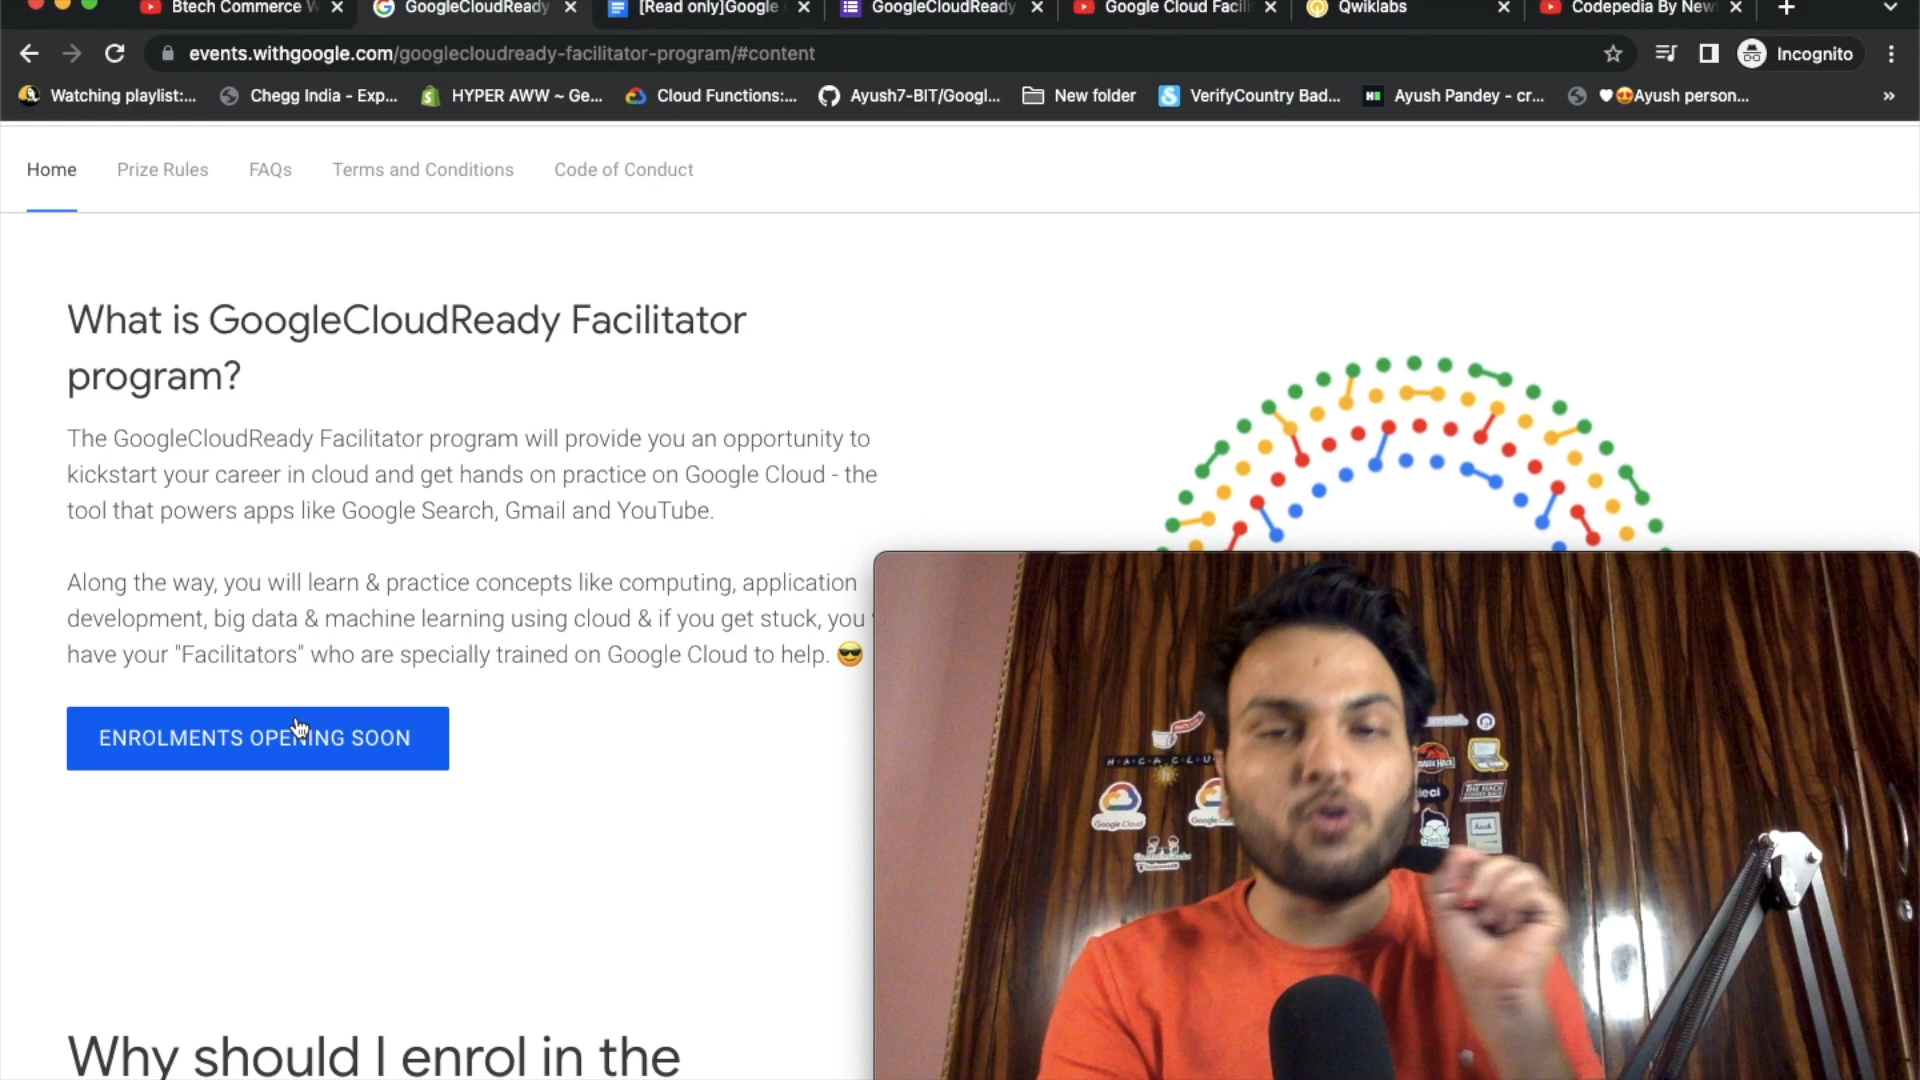 Btech Commerce
GoogleCloudReady
[Read only]Google
GoogleCloudReady
Google Cloud Facili
Qwiklabs
Codepedia By New
events.withgoogle.com/googlecloudready-facilitator-program/#content
Incognito
Watching playlist:...
Chegg India - Exp...
HYPER AWW ~ Ge...
Cloud Functions:...
Ayush7-BIT/Googl...
New folder
VerifyCountry Bad...
Ayush Pandey - cr...
Ayush person...
Home
Prize Rules
FAQs
Terms and Conditions
Code of Conduct
What is GoogleCloudReady Facilitator
program?
The GoogleCloudReady Facilitator program will provide you an opportunity to
kickstart your career in cloud and get hands on practice on Google Cloud - the
tool that powers apps like Google Search, Gmail and YouTube.
Along the way, you will learn & practice concepts like computing, application
development, big data & machine learning using cloud & if you get stuck, you
have your "Facilitators" who are specially trained on Google Cloud to help. 😎
ENROLMENTS OPENING SOON
Why should I enrol in the
Google Cloud